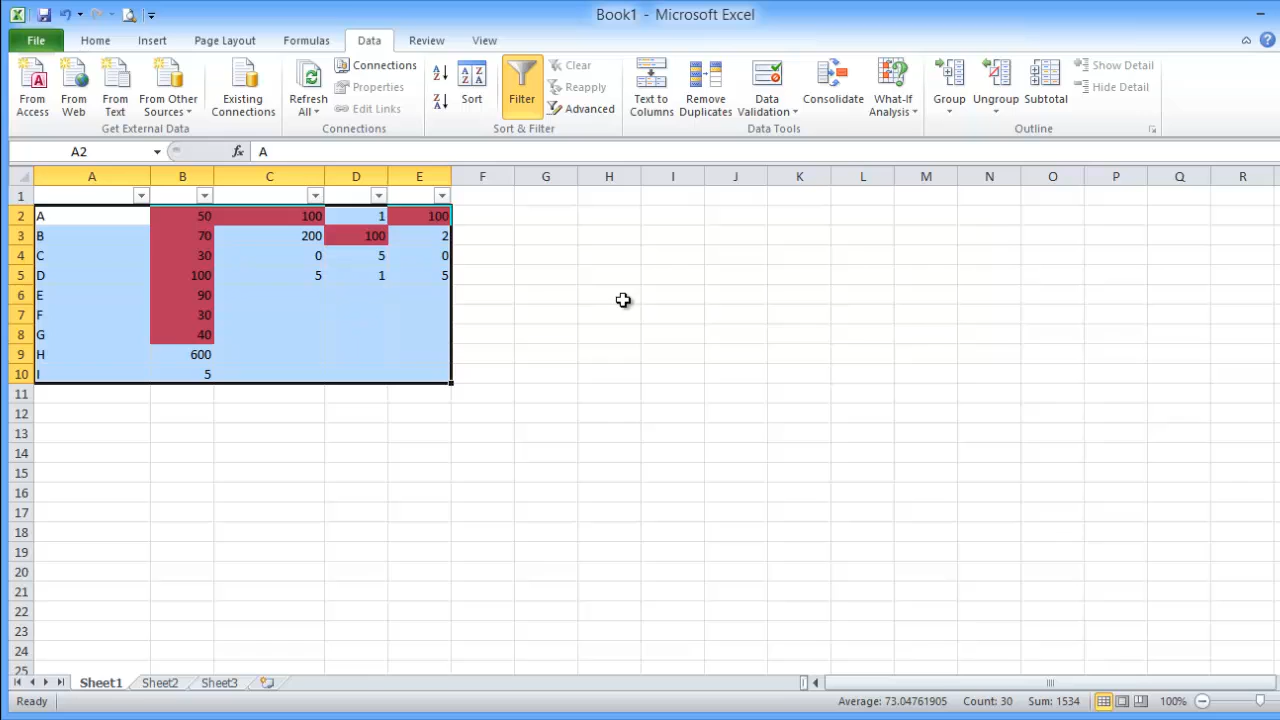 Book1 - Microsoft Excel
File Home Insert Page Layout Formulas Data Review View
From Access
From Web
From Text
From Other Sources
Existing Connections
Get External Data
Refresh All
Connections
Properties
Edit Links
Connections
Sort
Filter
Clear
Reapply
Advanced
Sort & Filter
Text to Columns
Remove Duplicates
Data Validation
Consolidate
What-If Analysis
Data Tools
Group
Ungroup
Subtotal
Show Detail
Hide Detail
Outline
A2 fx A
A B C D E F G H I J K L M N O P Q R
1
2 A 50 100 1 100
3 B 70 200 100 2
4 C 30 0 5 0
5 D 100 5 1 5
6 E 90
7 F 30
8 G 40
9 H 600
10 I 5
11
12
13
14
15
16
17
18
19
20
21
22
23
24
25
Sheet1 Sheet2 Sheet3
Ready Average: 73.04761905 Count: 30 Sum: 1534 100%